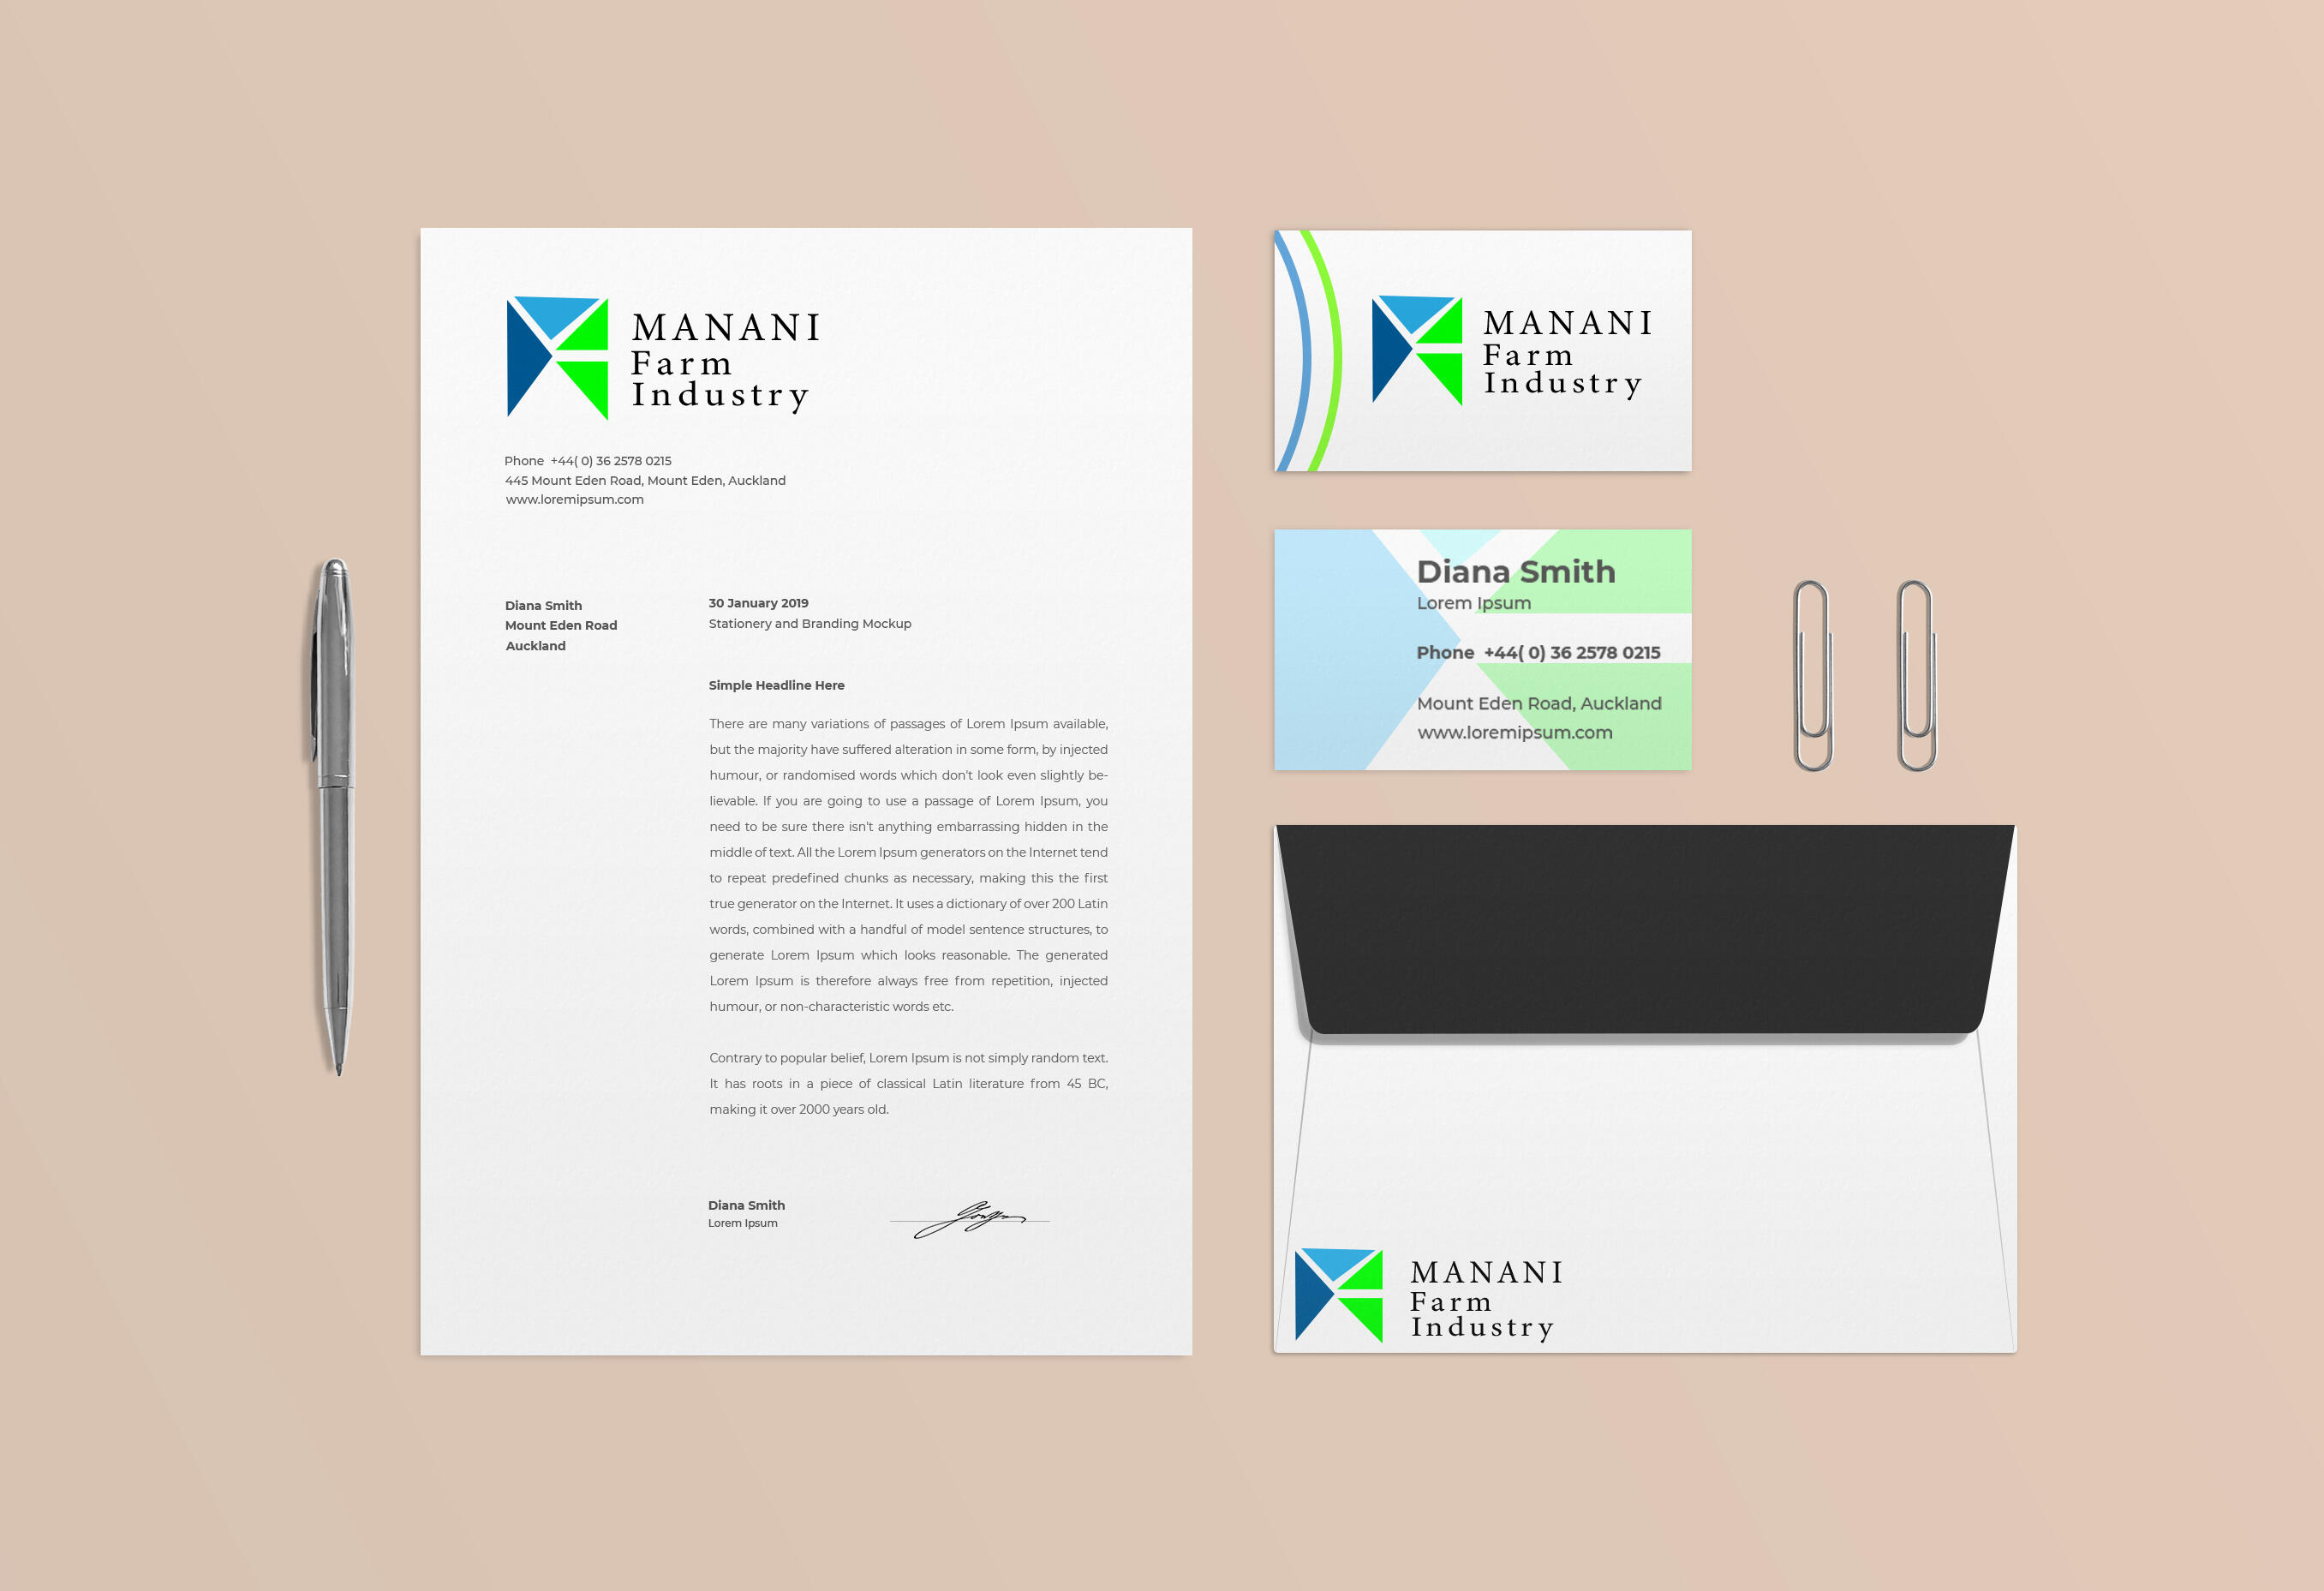 MANANI
Farm
Industry
Phone  +44( 0) 36 2578 0215
445 Mount Eden Road, Mount Eden, Auckland
www.loremipsum.com
Diana Smith
Mount Eden Road
Auckland
30 January 2019
Stationery and Branding Mockup
Simple Headline Here
There are many variations of passages of Lorem Ipsum available,
but the majority have suffered alteration in some form, by injected
humour, or randomised words which don't look even slightly be-
lievable. If you are going to use a passage of Lorem Ipsum, you
need to be sure there isn't anything embarrassing hidden in the
middle of text. All the Lorem Ipsum generators on the Internet tend
to repeat predefined chunks as necessary, making this the first
true generator on the Internet. It uses a dictionary of over 200 Latin
words, combined with a handful of model sentence structures, to
generate Lorem Ipsum which looks reasonable. The generated
Lorem Ipsum is therefore always free from repetition, injected
humour, or non-characteristic words etc.
Contrary to popular belief, Lorem Ipsum is not simply random text.
It has roots in a piece of classical Latin literature from 45 BC,
making it over 2000 years old.
Diana Smith
Lorem Ipsum
MANANI
Farm
Industry
Diana Smith
Lorem Ipsum
Phone  +44( 0) 36 2578 0215
Mount Eden Road, Auckland
www.loremipsum.com
MANANI
Farm
Industry